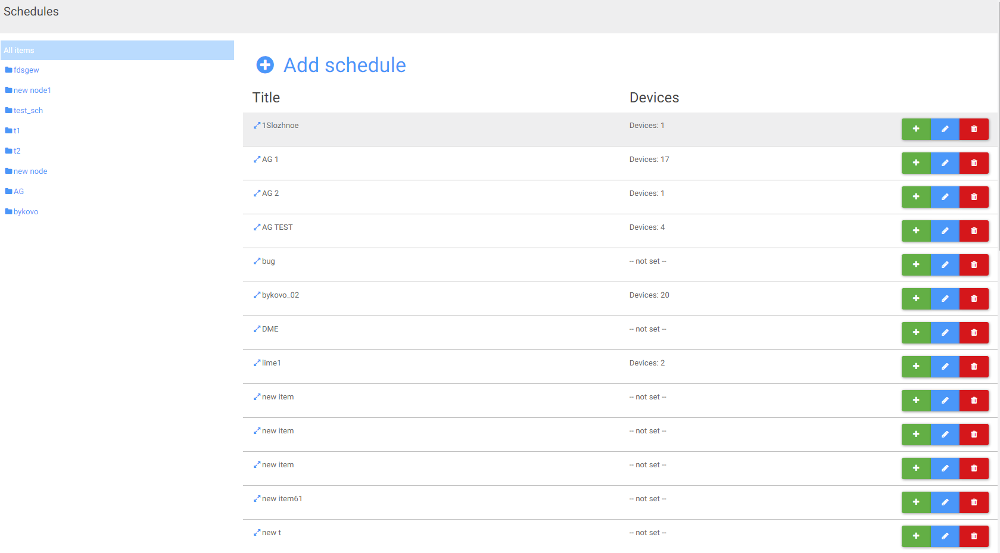 Schedules
All items
fdsgew
new node1
test_sch
t1
t2
new node
AG
bykovo
Add schedule
Title Devices
1Slozhnoe Devices: 1
AG 1 Devices: 17
AG 2 Devices: 1
AG TEST Devices: 4
bug -- not set --
bykovo_02 Devices: 20
DME -- not set --
lime1 Devices: 2
new item -- not set --
new item -- not set --
new item -- not set --
new item61 -- not set --
new t -- not set --